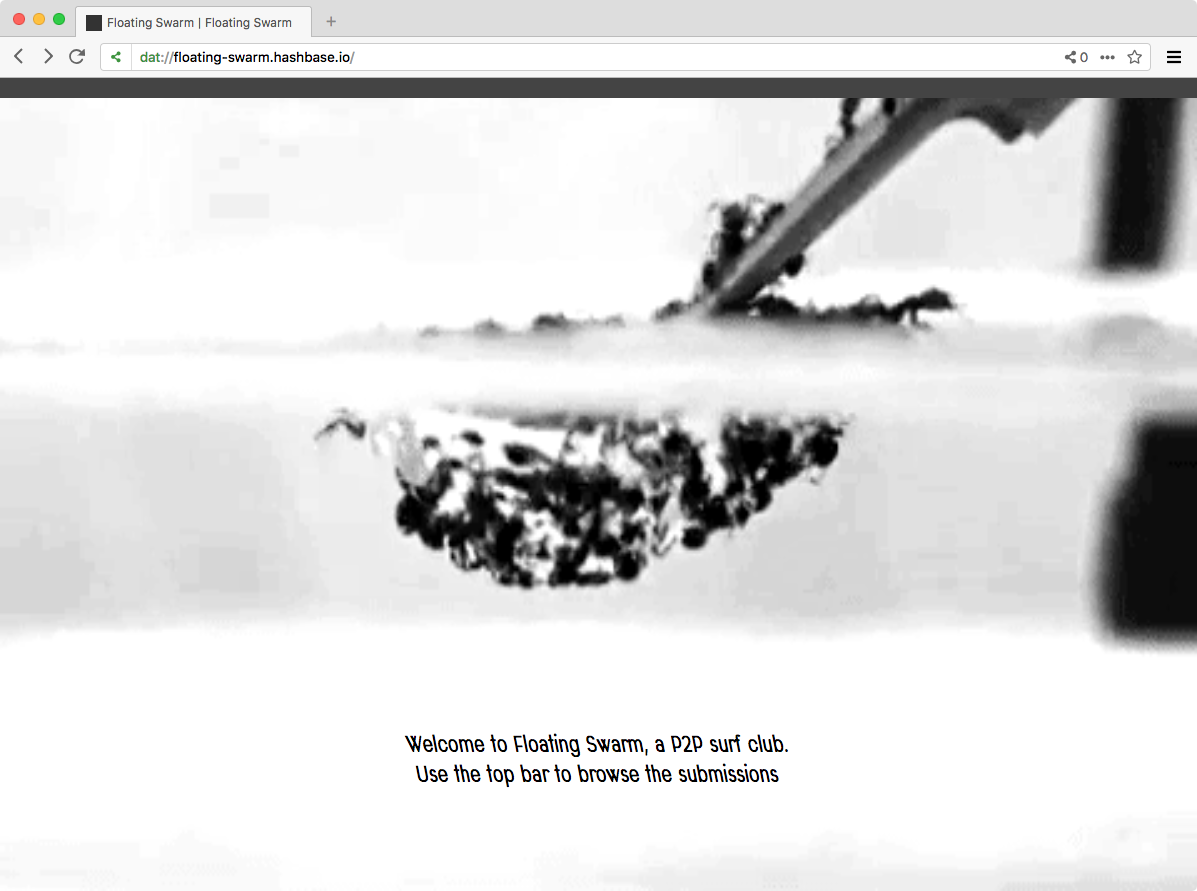 Floating Swarm | Floating Swarm
dat://floating-swarm.hashbase.io/
0
Welcome to Floating Swarm, a P2P surf club.
Use the top bar to browse the submissions